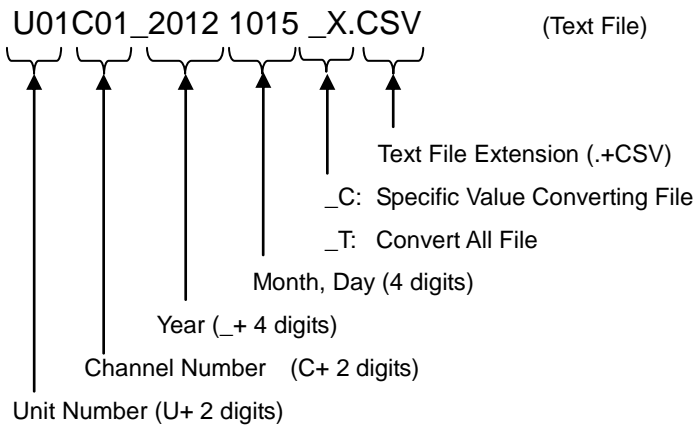 U01C01_2012 1015 _X.CSV (Text File)
Text File Extension (.+CSV)
_C: Specific Value Converting File
_T: Convert All File
Month, Day (4 digits)
Year (_+ 4 digits)
Channel Number (C+ 2 digits)
Unit Number (U+ 2 digits)